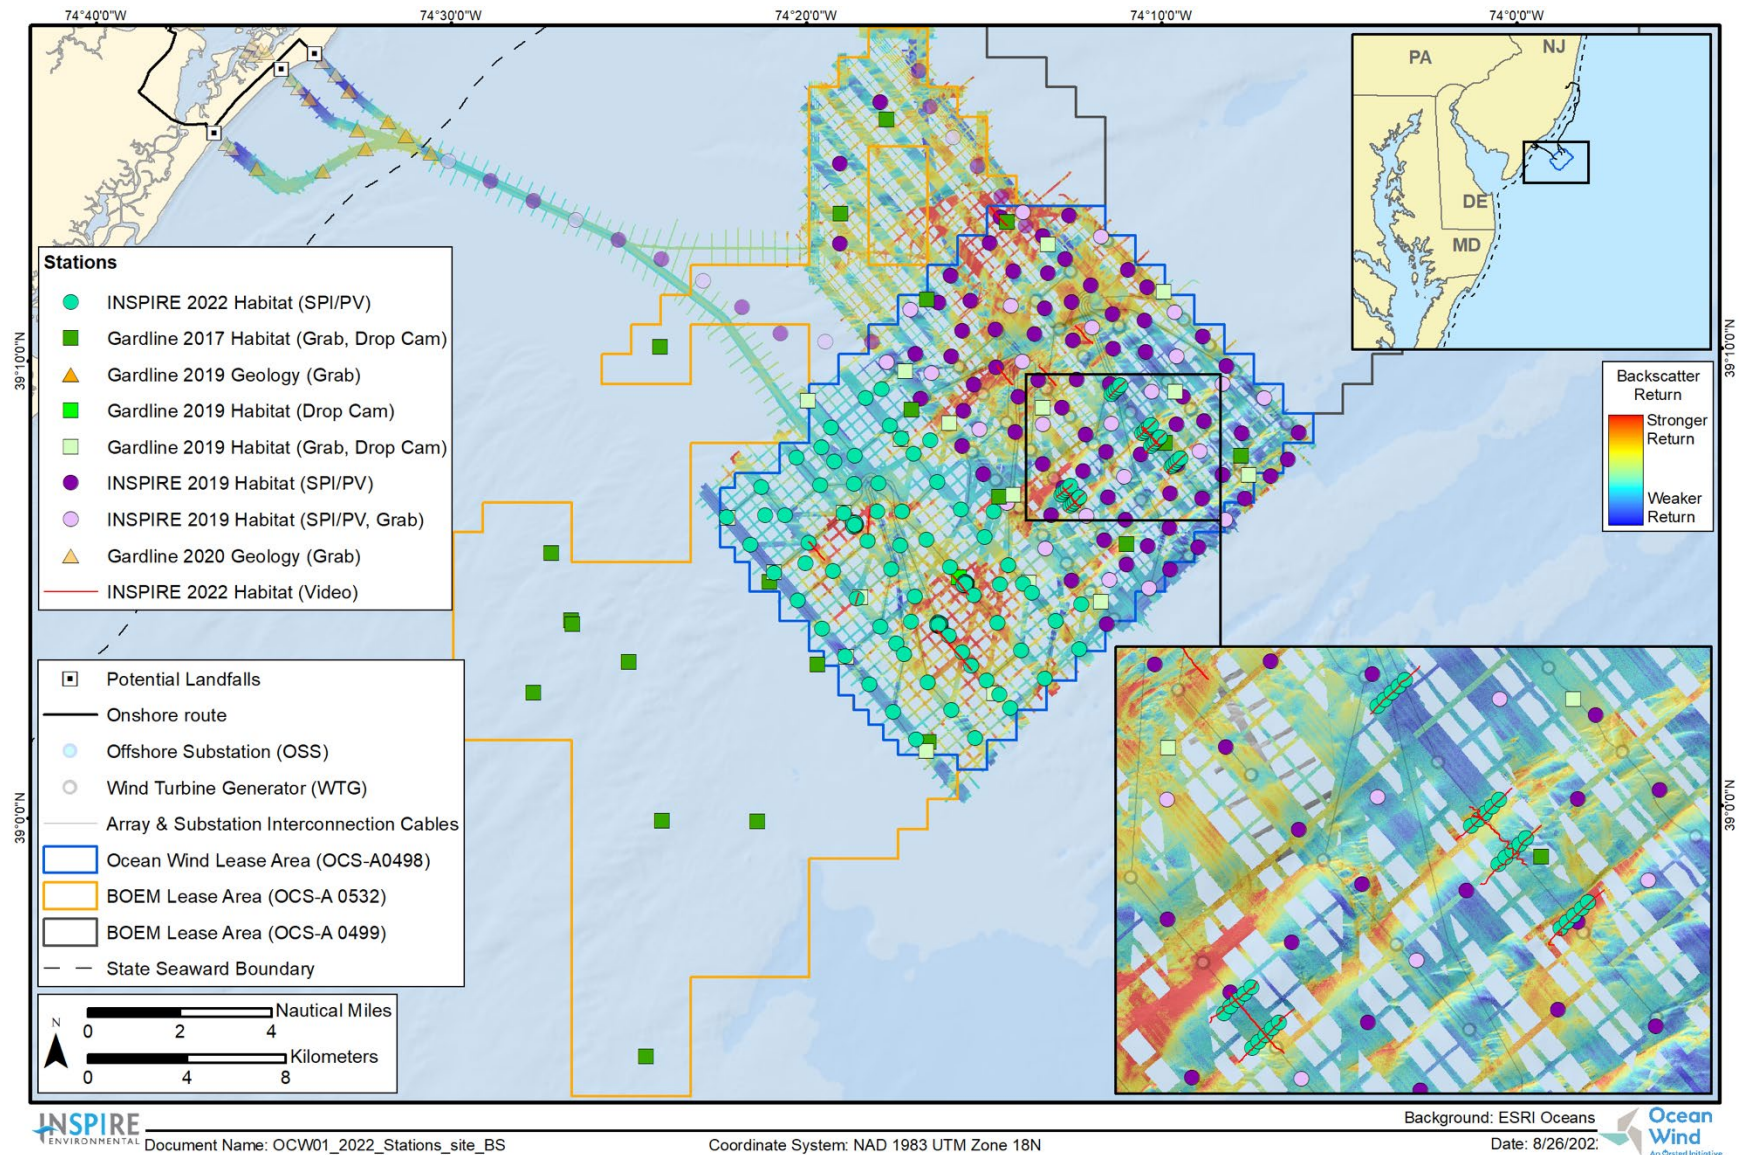 74°40'0"W
74°30'0"W
74°20'0"W
74°10'0"W
74°0'0"W
39°10'0"N
39°0'0"N
39°10'0"N
39°0'0"N
PA
NJ
DE
MD
Stations
INSPIRE 2022 Habitat (SPI/PV)
Gardline 2017 Habitat (Grab, Drop Cam)
Gardline 2019 Geology (Grab)
Gardline 2019 Habitat (Drop Cam)
Gardline 2019 Habitat (Grab, Drop Cam)
INSPIRE 2019 Habitat (SPI/PV)
INSPIRE 2019 Habitat (SPI/PV, Grab)
Gardline 2020 Geology (Grab)
INSPIRE 2022 Habitat (Video)
Backscatter
Return
Stronger
Return
Weaker
Return
Potential Landfalls
Onshore route
Offshore Substation (OSS)
Wind Turbine Generator (WTG)
Array & Substation Interconnection Cables
Ocean Wind Lease Area (OCS-A0498)
BOEM Lease Area (OCS-A 0532)
BOEM Lease Area (OCS-A 0499)
State Seaward Boundary
N
Nautical Miles
0 2 4
Kilometers
0 4 8
INSPIRE
ENVIRONMENTAL
Document Name: OCW01_2022_Stations_site_BS
Coordinate System: NAD 1983 UTM Zone 18N
Background: ESRI Oceans
Date: 8/26/202
Ocean
Wind
An Ørsted Initiative